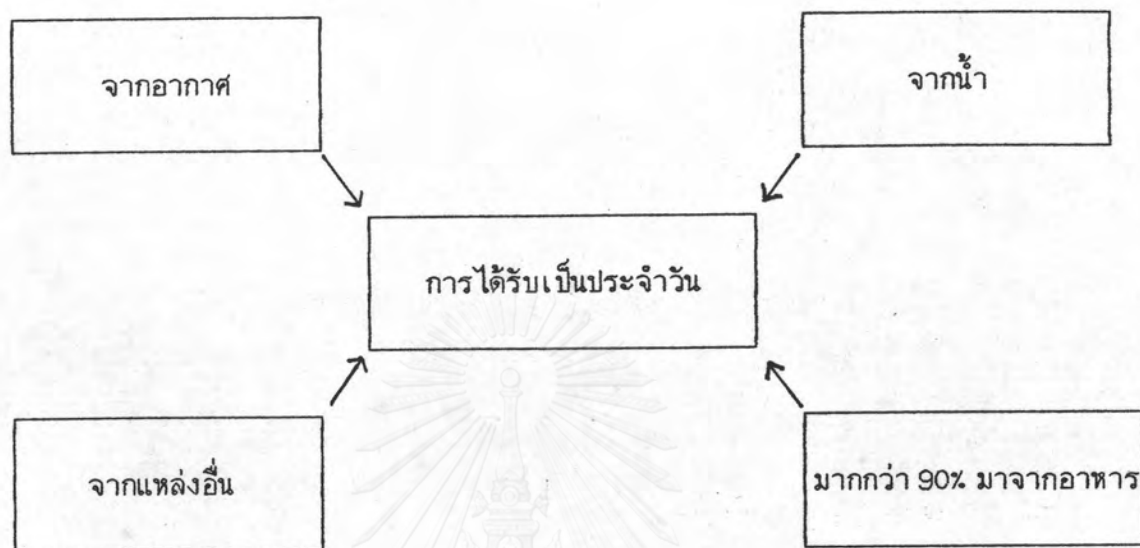 จากอากาศ
จากน้ำ
การได้รับเป็นประจำวัน
จากแหล่งอื่น
มากกว่า 90% มาจากอาหาร